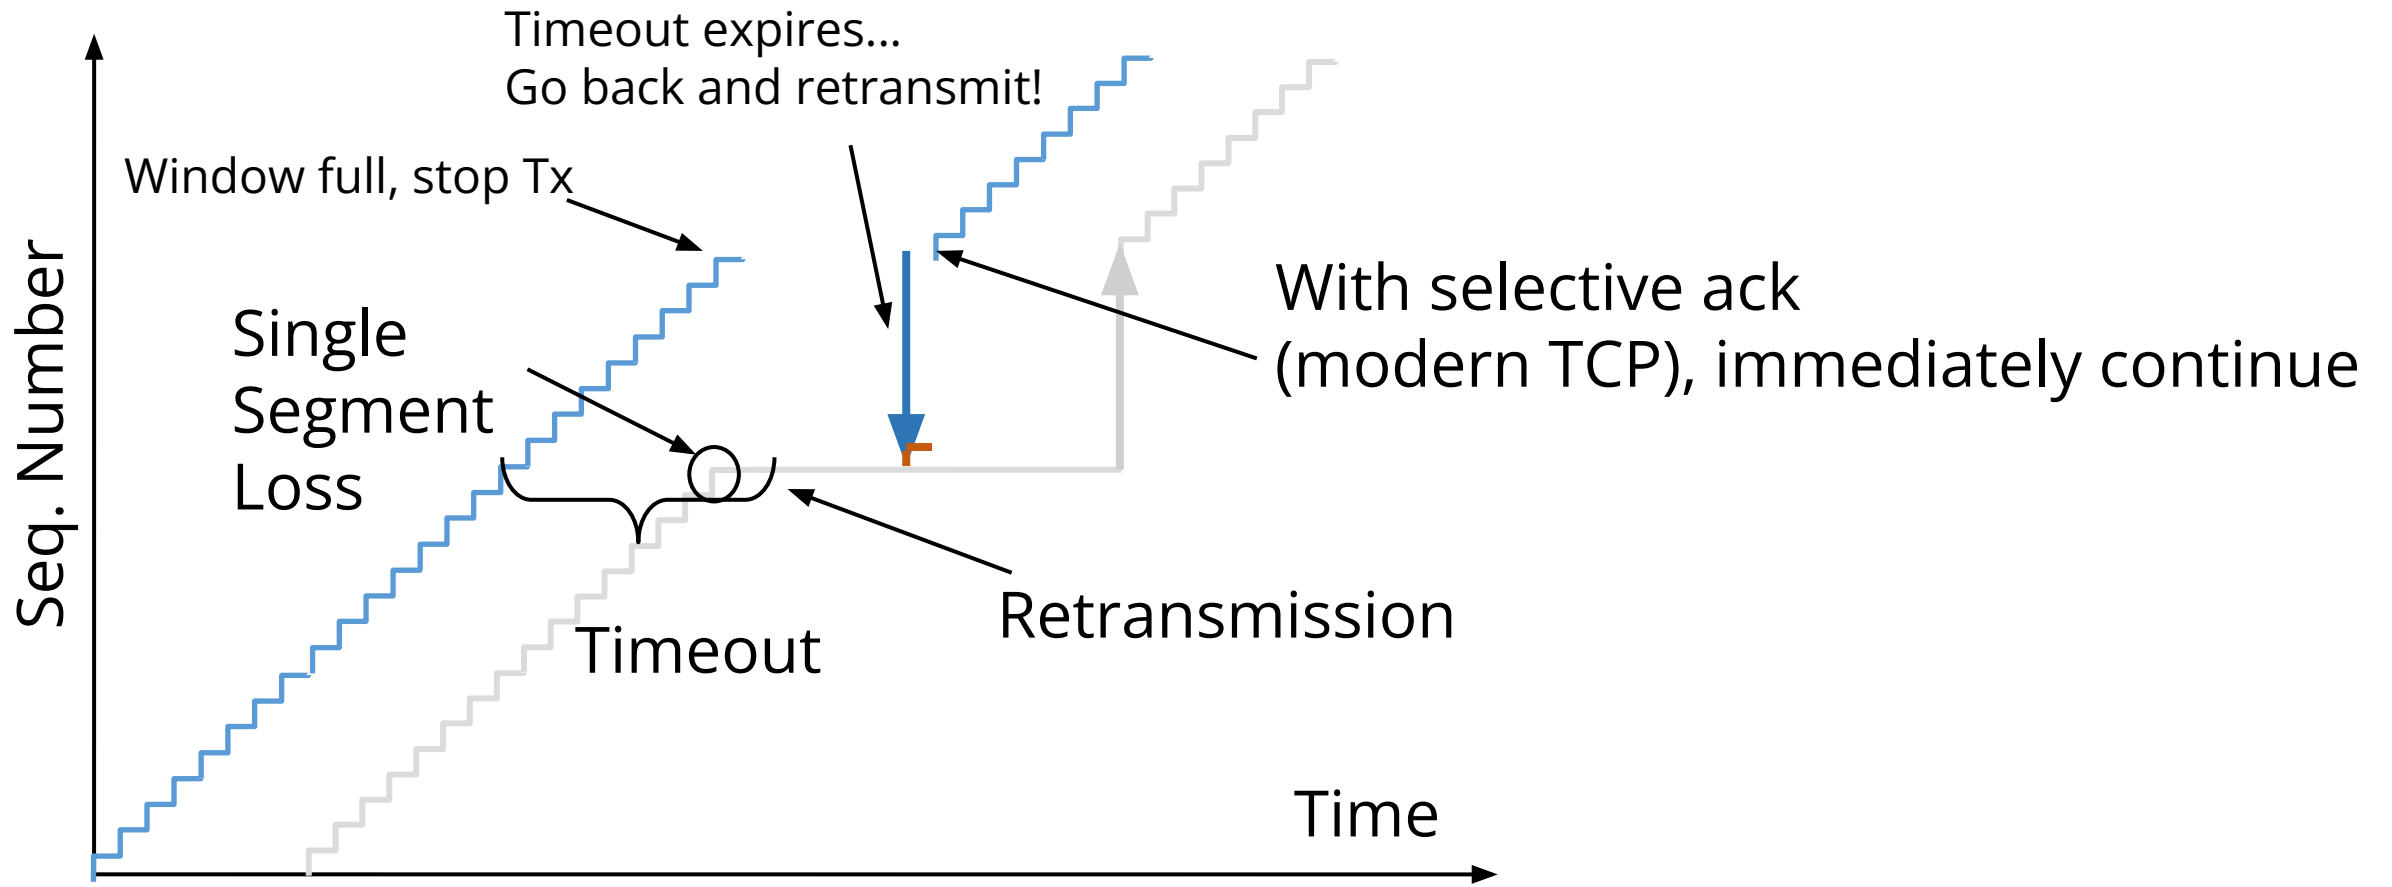 Timeout expires...
Go back and retransmit!
Window full, stop Tx
Single
Segment
Loss
Seq. Number
With selective ack
(modern TCP), immediately continue
Retransmission
Timeout
Time